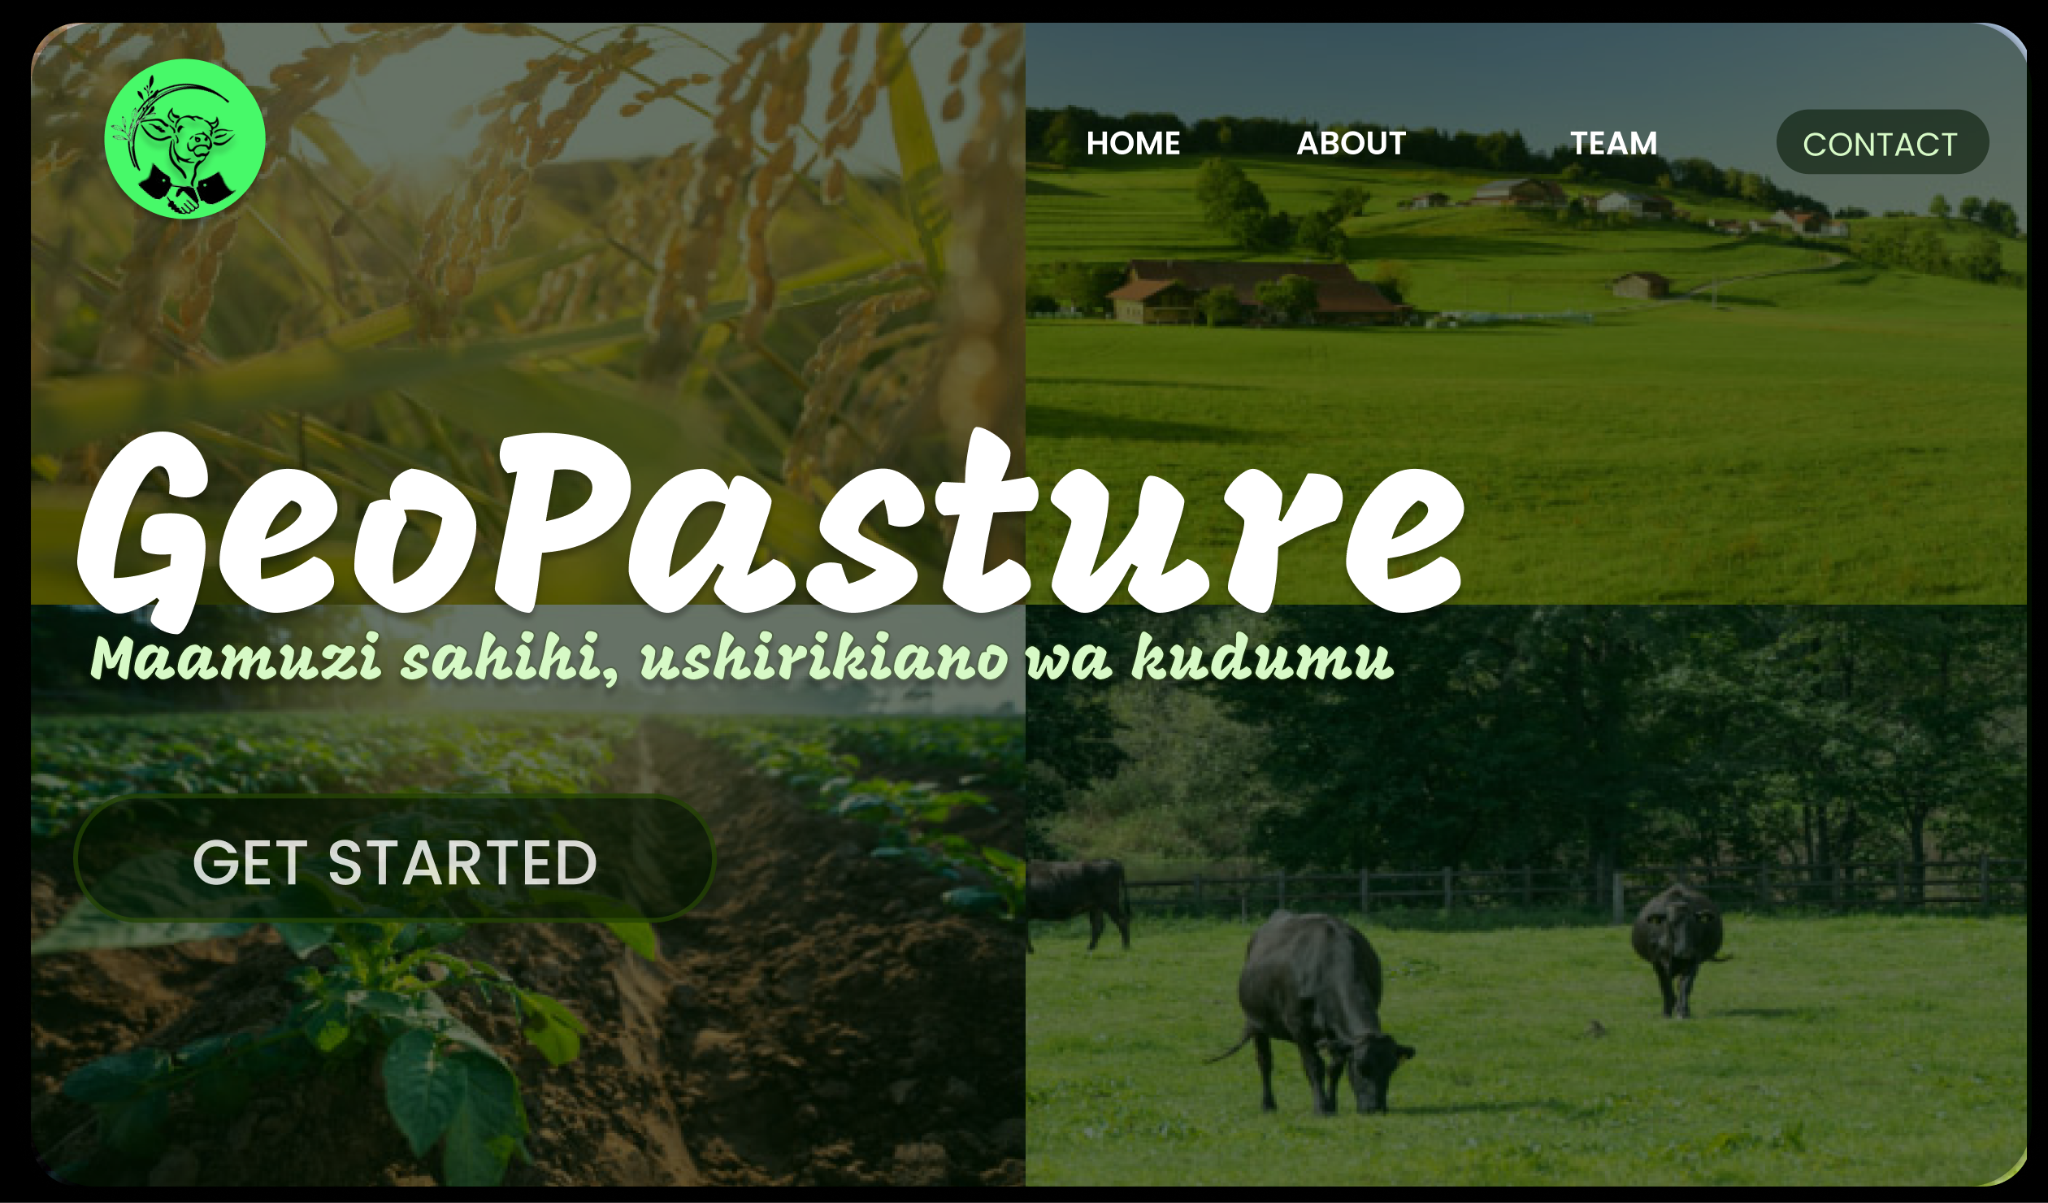 HOME ABOUT TEAM CONTACT
GeoPasture
Maamuzi sahihi, ushirikiano wa kudumu
GET STARTED